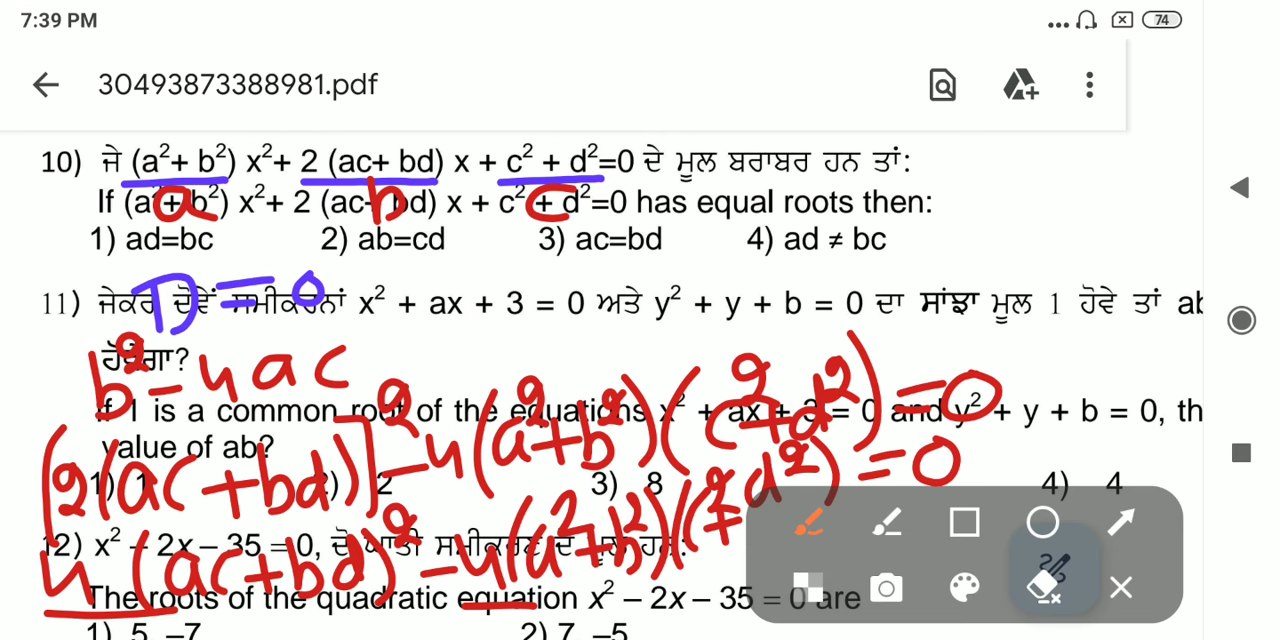 7:39 PM
74
30493873388981.pdf
10) ਜੇ (a²+ b²) x²+ 2 (ac+ bd) x + c² + d²=0 ਦੇ ਮੂਲ ਬਰਾਬਰ ਹਨ ਤਾਂ:
If (a²+ b²) x²+ 2 (ac+ bd) x + c² + d²=0 has equal roots then:
a b c
1) ad=bc 2) ab=cd 3) ac=bd 4) ad ≠ bc
D = 0
11) ਜੇਕਰ ਦੋਵੇਂ ਸਮੀਕਰਨਾਂ x² + ax + 3 = 0 ਅਤੇ y² + y + b = 0 ਦਾ ਸਾਂਝਾ ਮੂਲ 1 ਹੋਵੇ ਤਾਂ ab
ਹੋਵੇਗਾ?
b² – 4ac
If 1 is a common root of the equations x² + ax + 3 = 0 and y² + y + b = 0, th
value of ab?
[2(ac+bd)]² – 4(a²+b²)(c²+d²) = 0
1) 1 2) 2 3) 8 4) 4
4(ac+bd)² – 4(a²+b²)(c²+d²) = 0
12) x² – 2x – 35 = 0, ਦੋ ਘਾਤੀ ਸਮੀਕਰਣ ਦੇ ਮੂਲ ਹਨ:
The roots of the quadratic equation x² – 2x – 35 = 0 are
1) 5, –7 2) 7, –5